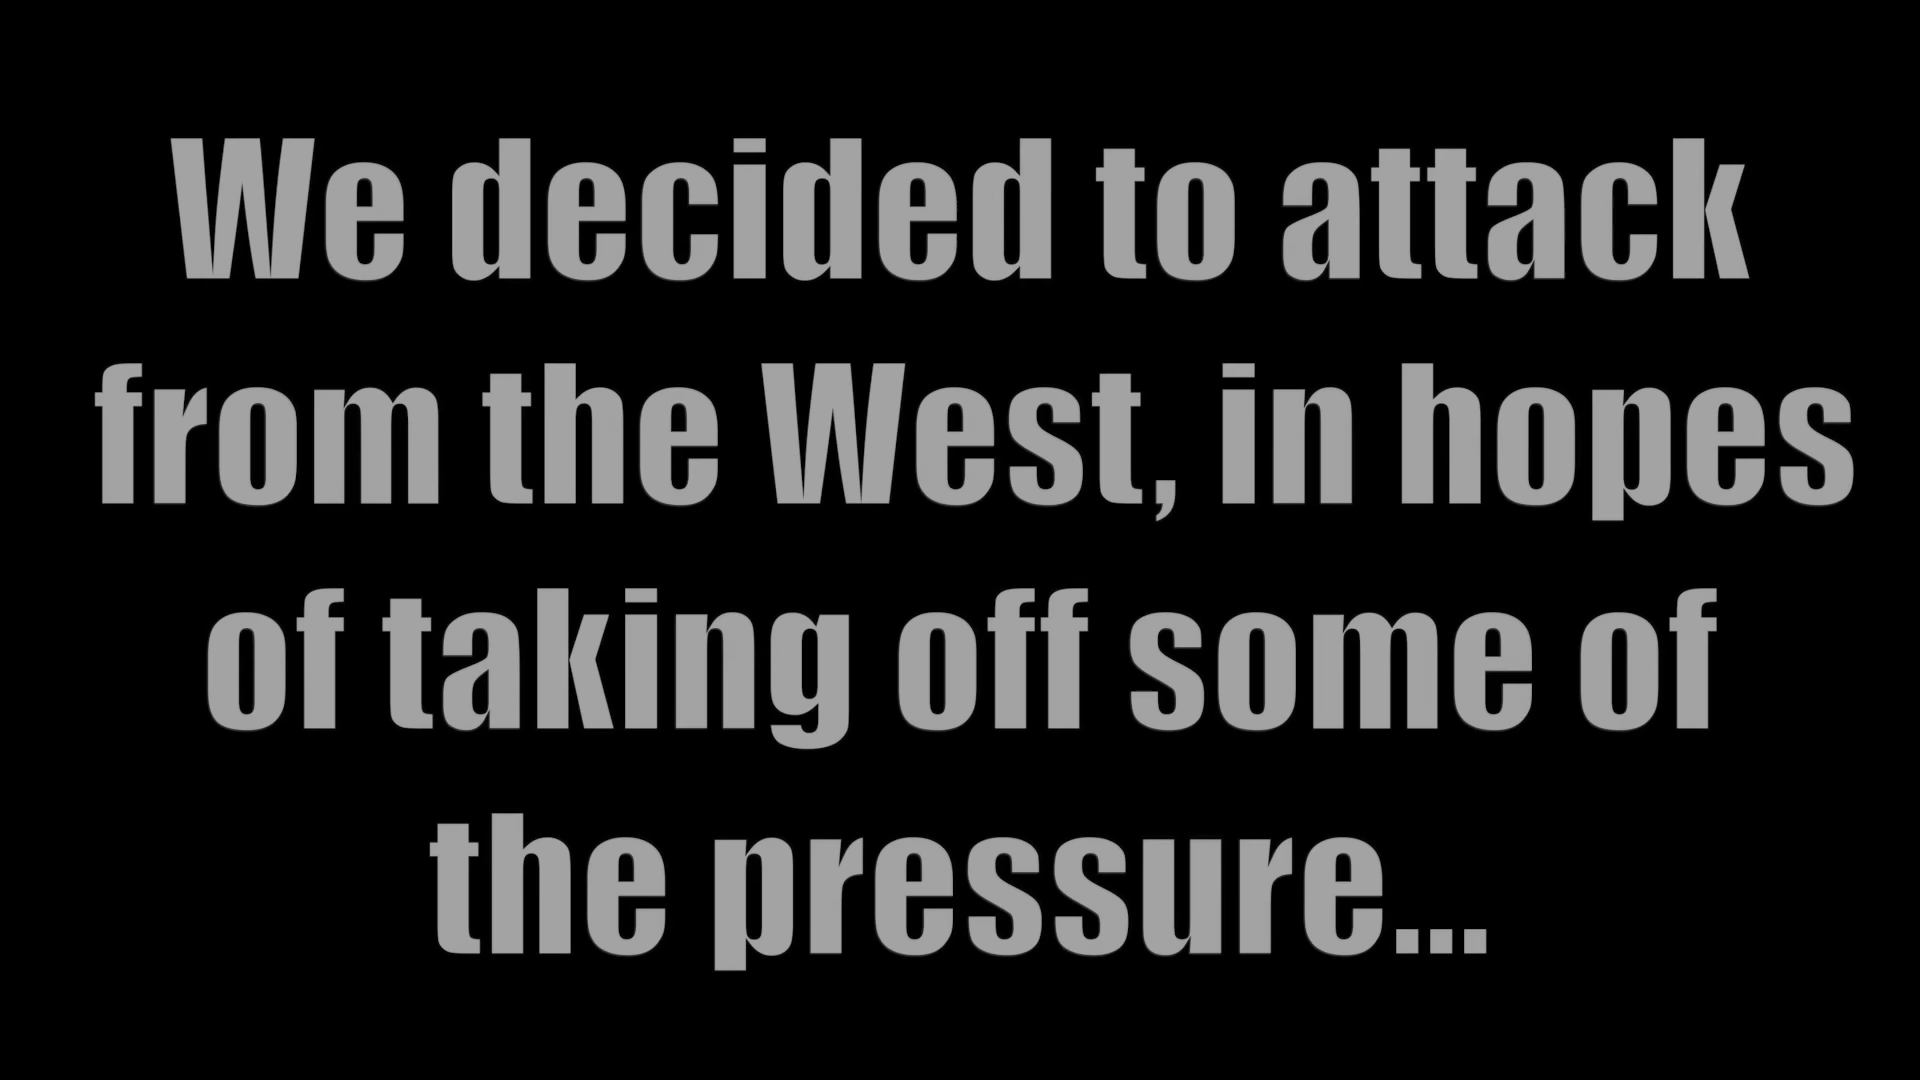 We decided to attack
from the West, in hopes
of taking off some of
the pressure...